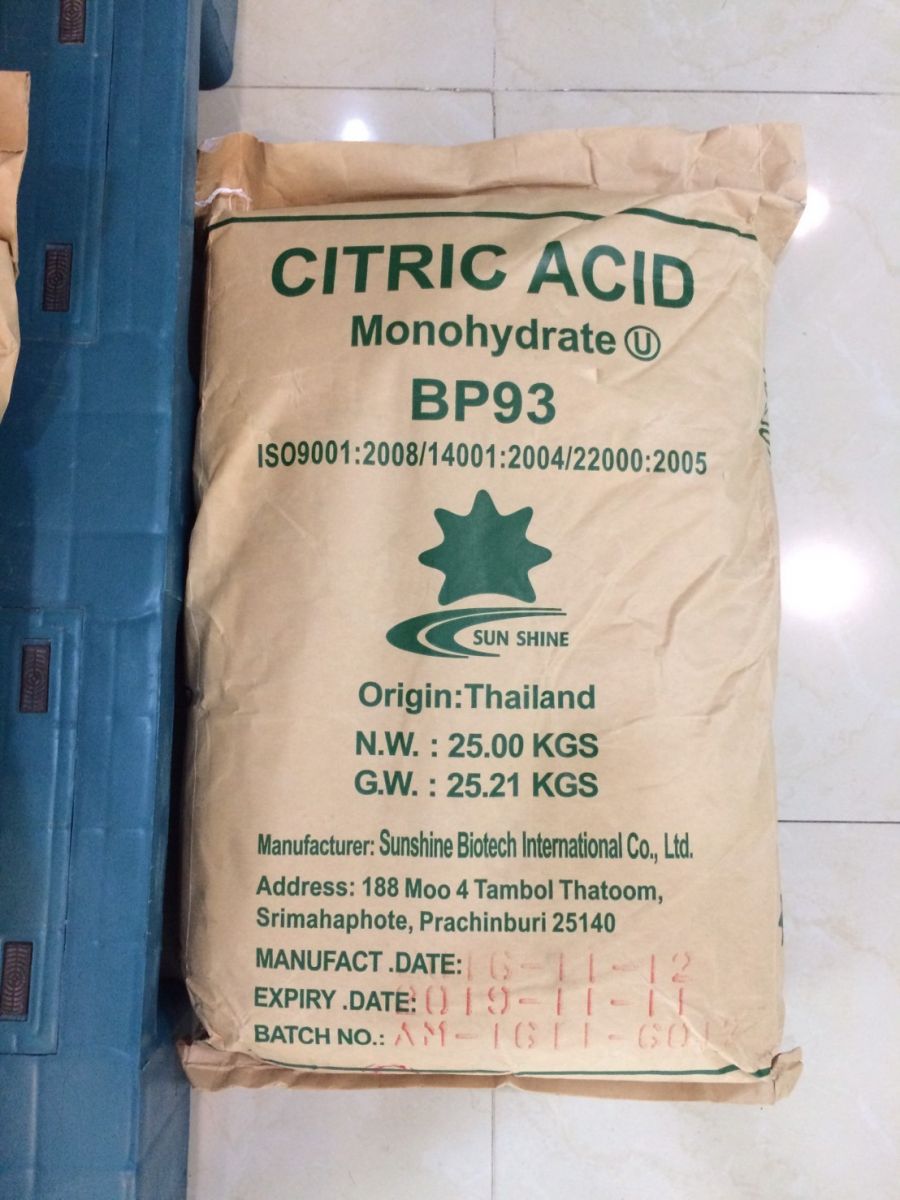 CITRIC ACID
Monohydrate Ⓤ
BP93
ISO9001:2008/14001:2004/22000:2005
SUN SHINE
Origin:Thailand
N.W. : 25.00 KGS
G.W. : 25.21 KGS
Manufacturer: Sunshine Biotech International Co., Ltd.
Address: 188 Moo 4 Tambol Thatoom,
Srimahaphote, Prachinburi 25140
MANUFACT .DATE: 16-11-12
EXPIRY .DATE: 2019-11-11
BATCH NO.: